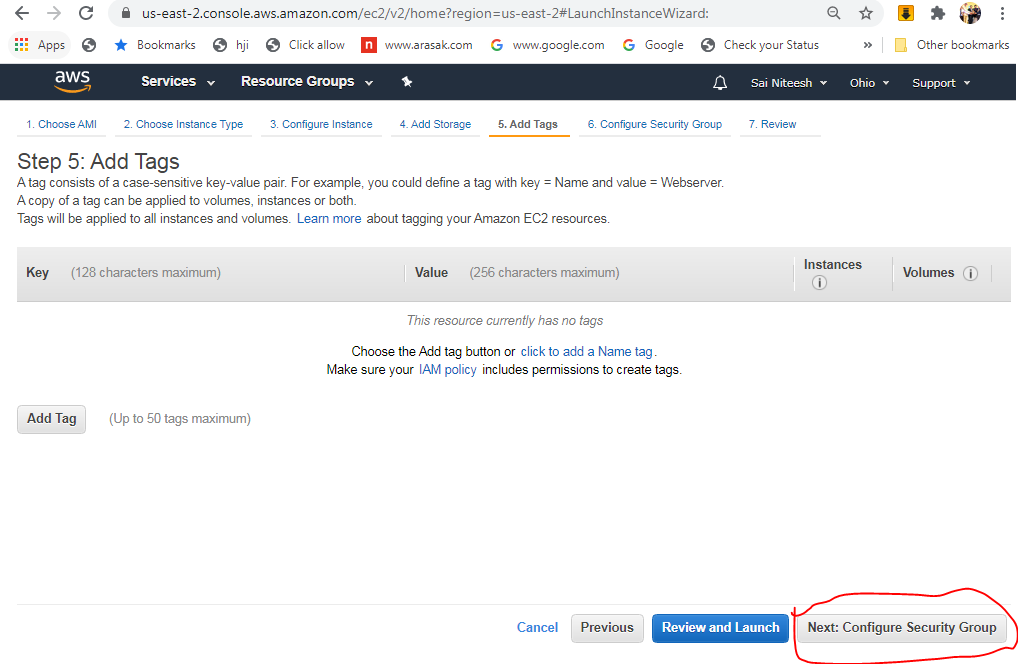 us-east-2.console.aws.amazon.com/ec2/v2/home?region=us-east-2#LaunchInstanceWizard:
Apps Bookmarks hji Click allow n www.arasak.com G www.google.com G Google Check your Status » Other bookmarks
aws Services Resource Groups Sai Niteesh Ohio Support
1. Choose AMI 2. Choose Instance Type 3. Configure Instance 4. Add Storage 5. Add Tags 6. Configure Security Group 7. Review
Step 5: Add Tags
A tag consists of a case-sensitive key-value pair. For example, you could define a tag with key = Name and value = Webserver.
A copy of a tag can be applied to volumes, instances or both.
Tags will be applied to all instances and volumes. Learn more about tagging your Amazon EC2 resources.
Key (128 characters maximum) Value (256 characters maximum) Instances i Volumes i
This resource currently has no tags
Choose the Add tag button or click to add a Name tag.
Make sure your IAM policy includes permissions to create tags.
Add Tag (Up to 50 tags maximum)
Cancel Previous Review and Launch Next: Configure Security Group